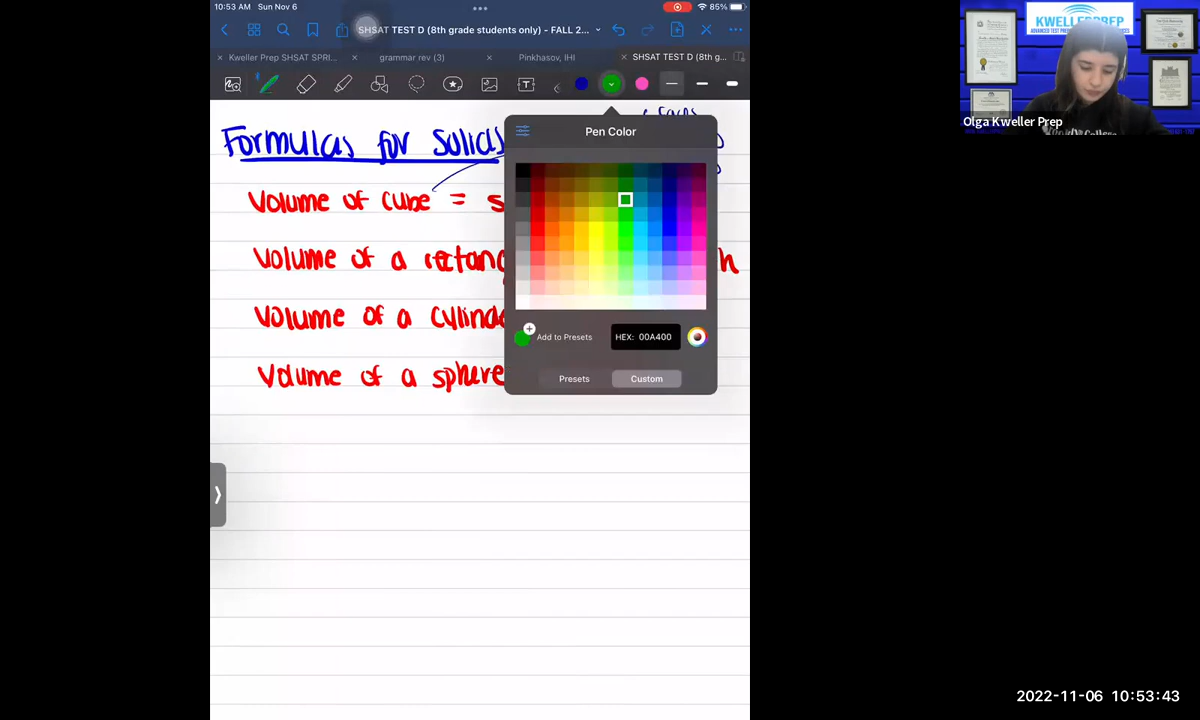 10:53 AM Sun Nov 6
85%
SHSAT TEST D (8th grade students only) - FALL 2...
Kweller Prep SHSAT SPRI...
grammar rev (3)
Pinkhasov, IHI
SHSAT TEST D (8th g...
T
Formulas for Solids
Volume of cube = s
Volume of a rectang
h
Volume of a cylinde
Volume of a sphere
Pen Color
Add to Presets
HEX: 00A400
Presets
Custom
KWELLERPREP
Olga Kweller Prep
2022-11-06 10:53:43